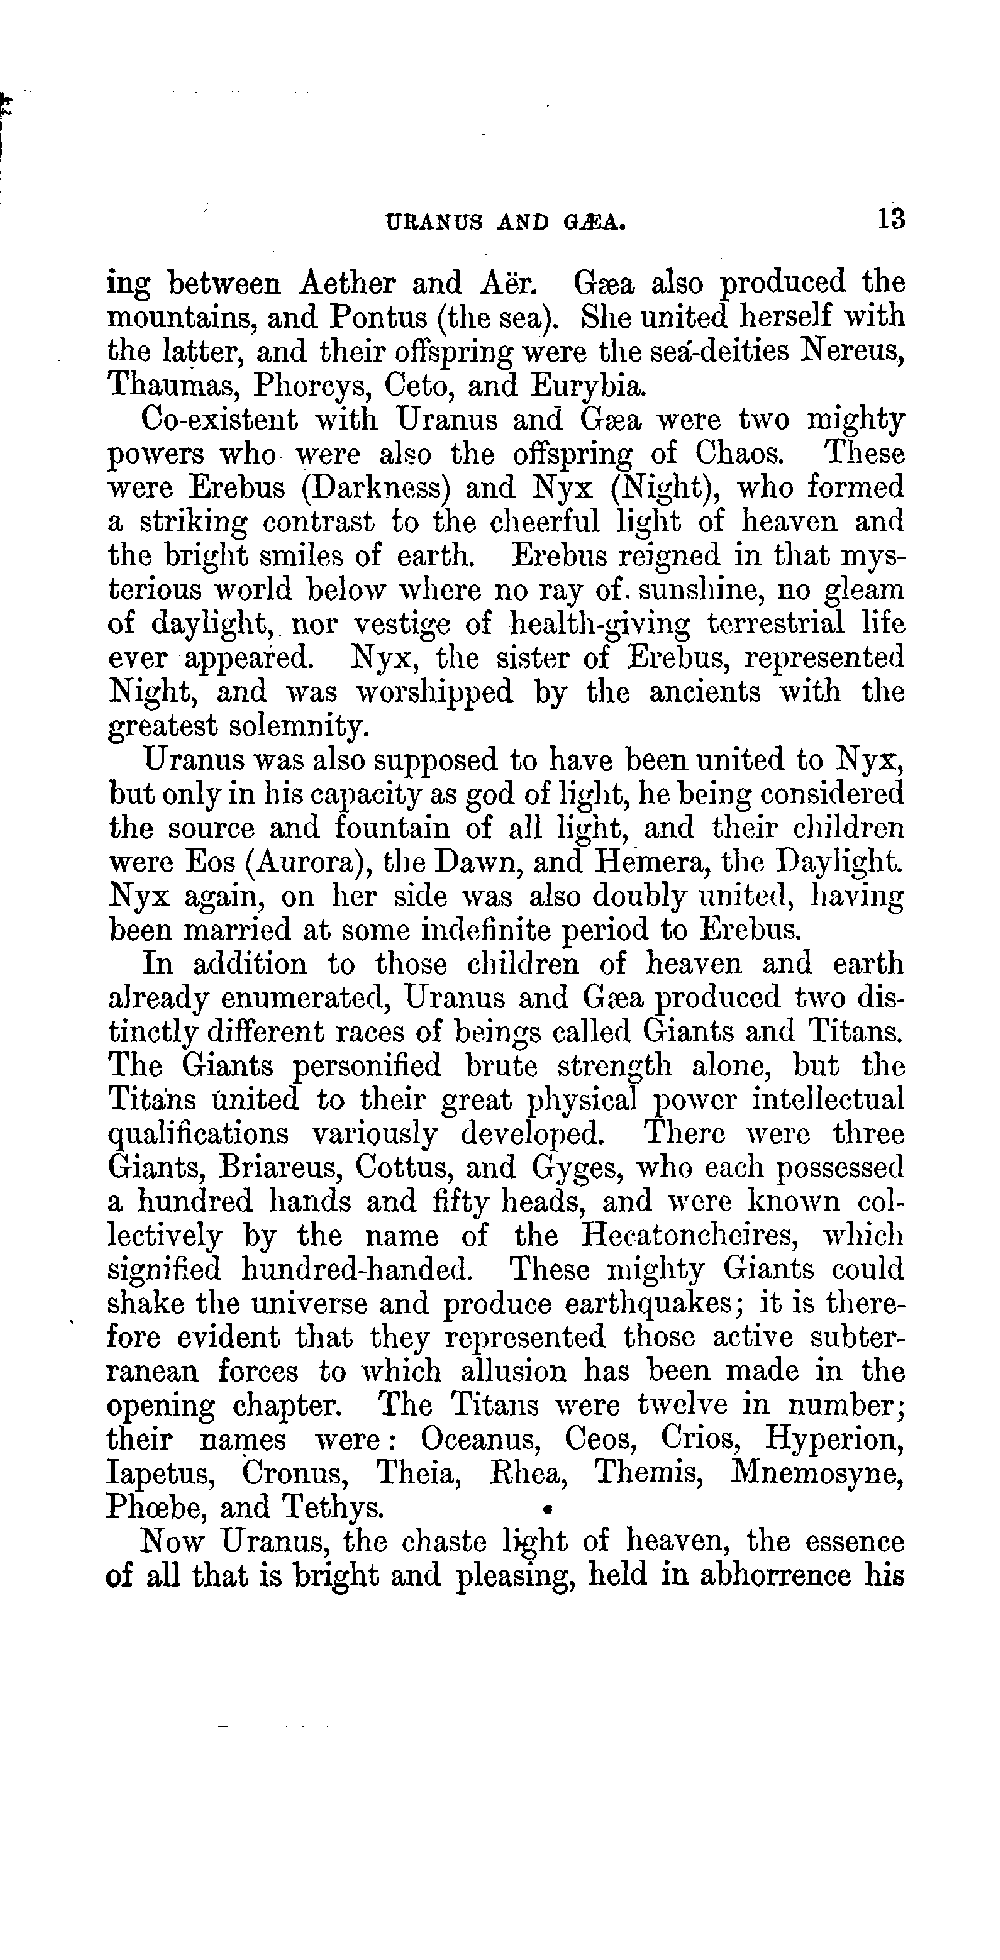 URANUS AND GÆA. 13
ing between Aether and Aër. Gæa also produced the
mountains, and Pontus (the sea). She united herself with
the latter, and their offspring were the sea-deities Nereus,
Thaumas, Phorcys, Ceto, and Eurybia.
Co-existent with Uranus and Gæa were two mighty
powers who were also the offspring of Chaos. These
were Erebus (Darkness) and Nyx (Night), who formed
a striking contrast to the cheerful light of heaven and
the bright smiles of earth. Erebus reigned in that mys-
terious world below where no ray of sunshine, no gleam
of daylight, nor vestige of health-giving terrestrial life
ever appeared. Nyx, the sister of Erebus, represented
Night, and was worshipped by the ancients with the
greatest solemnity.
Uranus was also supposed to have been united to Nyx,
but only in his capacity as god of light, he being considered
the source and fountain of all light, and their children
were Eos (Aurora), the Dawn, and Hemera, the Daylight.
Nyx again, on her side was also doubly united, having
been married at some indefinite period to Erebus.
In addition to those children of heaven and earth
already enumerated, Uranus and Gæa produced two dis-
tinctly different races of beings called Giants and Titans.
The Giants personified brute strength alone, but the
Titans united to their great physical power intellectual
qualifications variously developed. There were three
Giants, Briareus, Cottus, and Gyges, who each possessed
a hundred hands and fifty heads, and were known col-
lectively by the name of the Hecatoncheires, which
signified hundred-handed. These mighty Giants could
shake the universe and produce earthquakes; it is there-
fore evident that they represented those active subter-
ranean forces to which allusion has been made in the
opening chapter. The Titans were twelve in number;
their names were: Oceanus, Ceos, Crios, Hyperion,
Iapetus, Cronus, Theia, Rhea, Themis, Mnemosyne,
Phœbe, and Tethys.
Now Uranus, the chaste light of heaven, the essence
of all that is bright and pleasing, held in abhorrence his